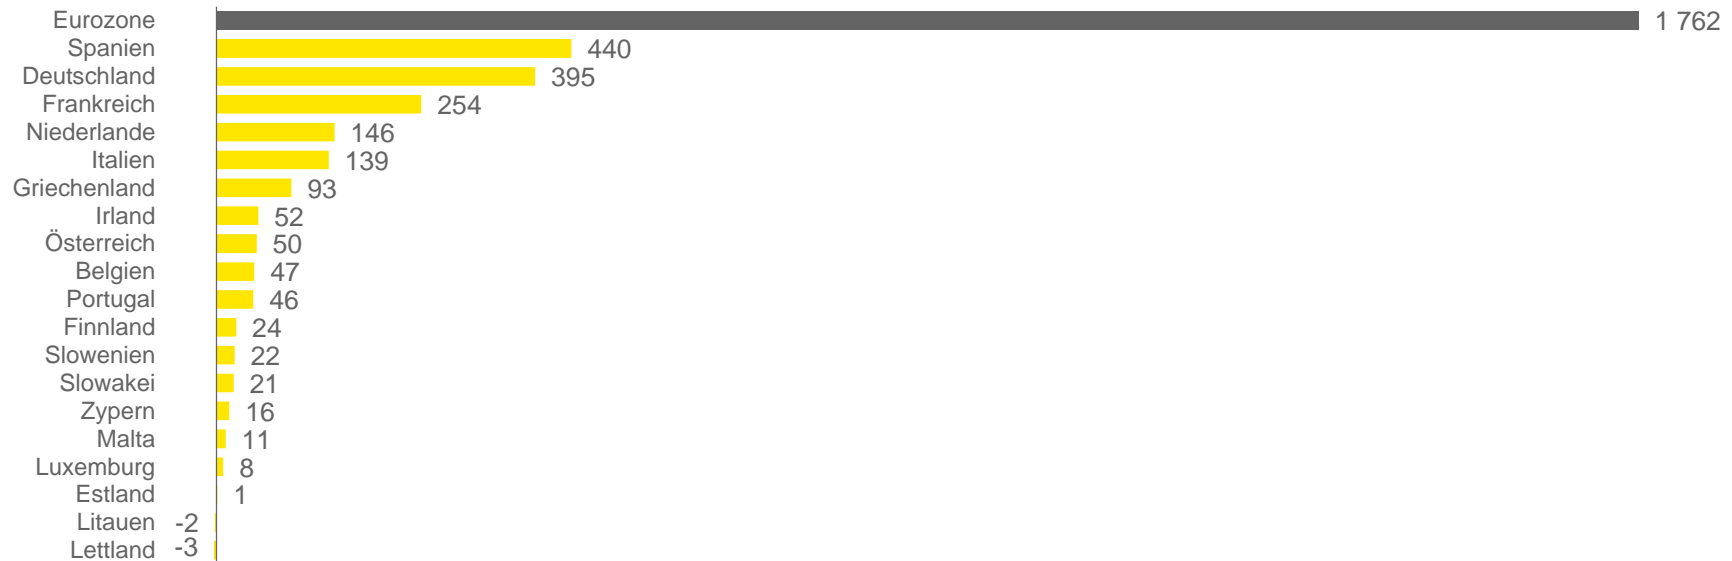 Eurozone 1 762
Spanien 440
Deutschland 395
Frankreich 254
Niederlande 146
Italien 139
Griechenland 93
Irland 52
Österreich 50
Belgien 47
Portugal 46
Finnland 24
Slowenien 22
Slowakei 21
Zypern 16
Malta 11
Luxemburg 8
Estland 1
Litauen -2
Lettland -3